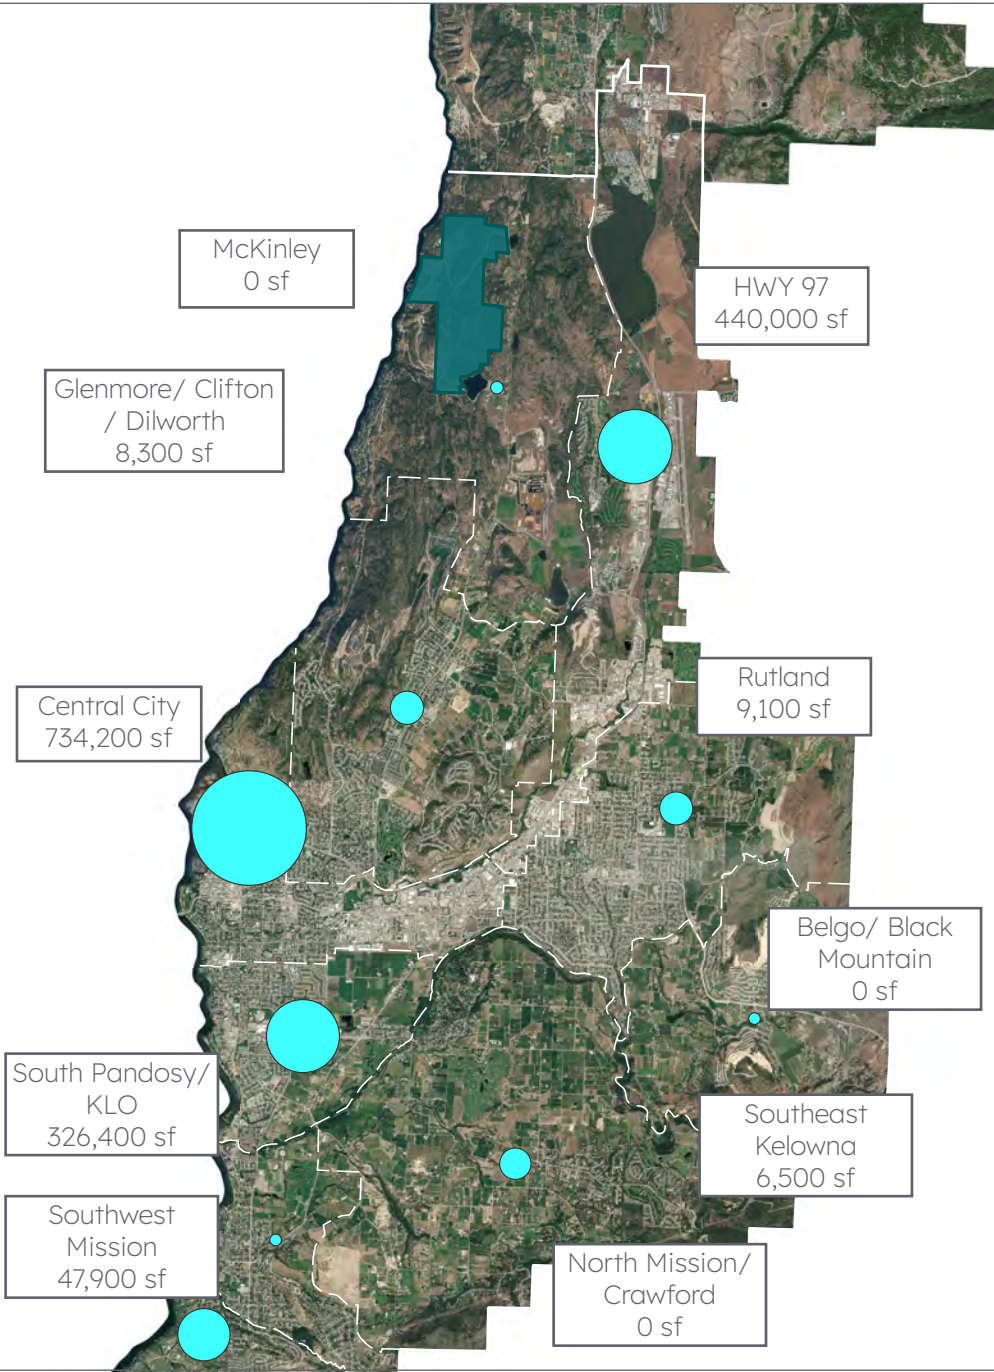 McKinley
0 sf
HWY 97
440,000 sf
Glenmore/ Clifton
/ Dilworth
8,300 sf
Rutland
9,100 sf
Central City
734,200 sf
Belgo/ Black
Mountain
0 sf
South Pandosy/
KLO
326,400 sf
Southeast
Kelowna
6,500 sf
Southwest
Mission
47,900 sf
North Mission/
Crawford
0 sf